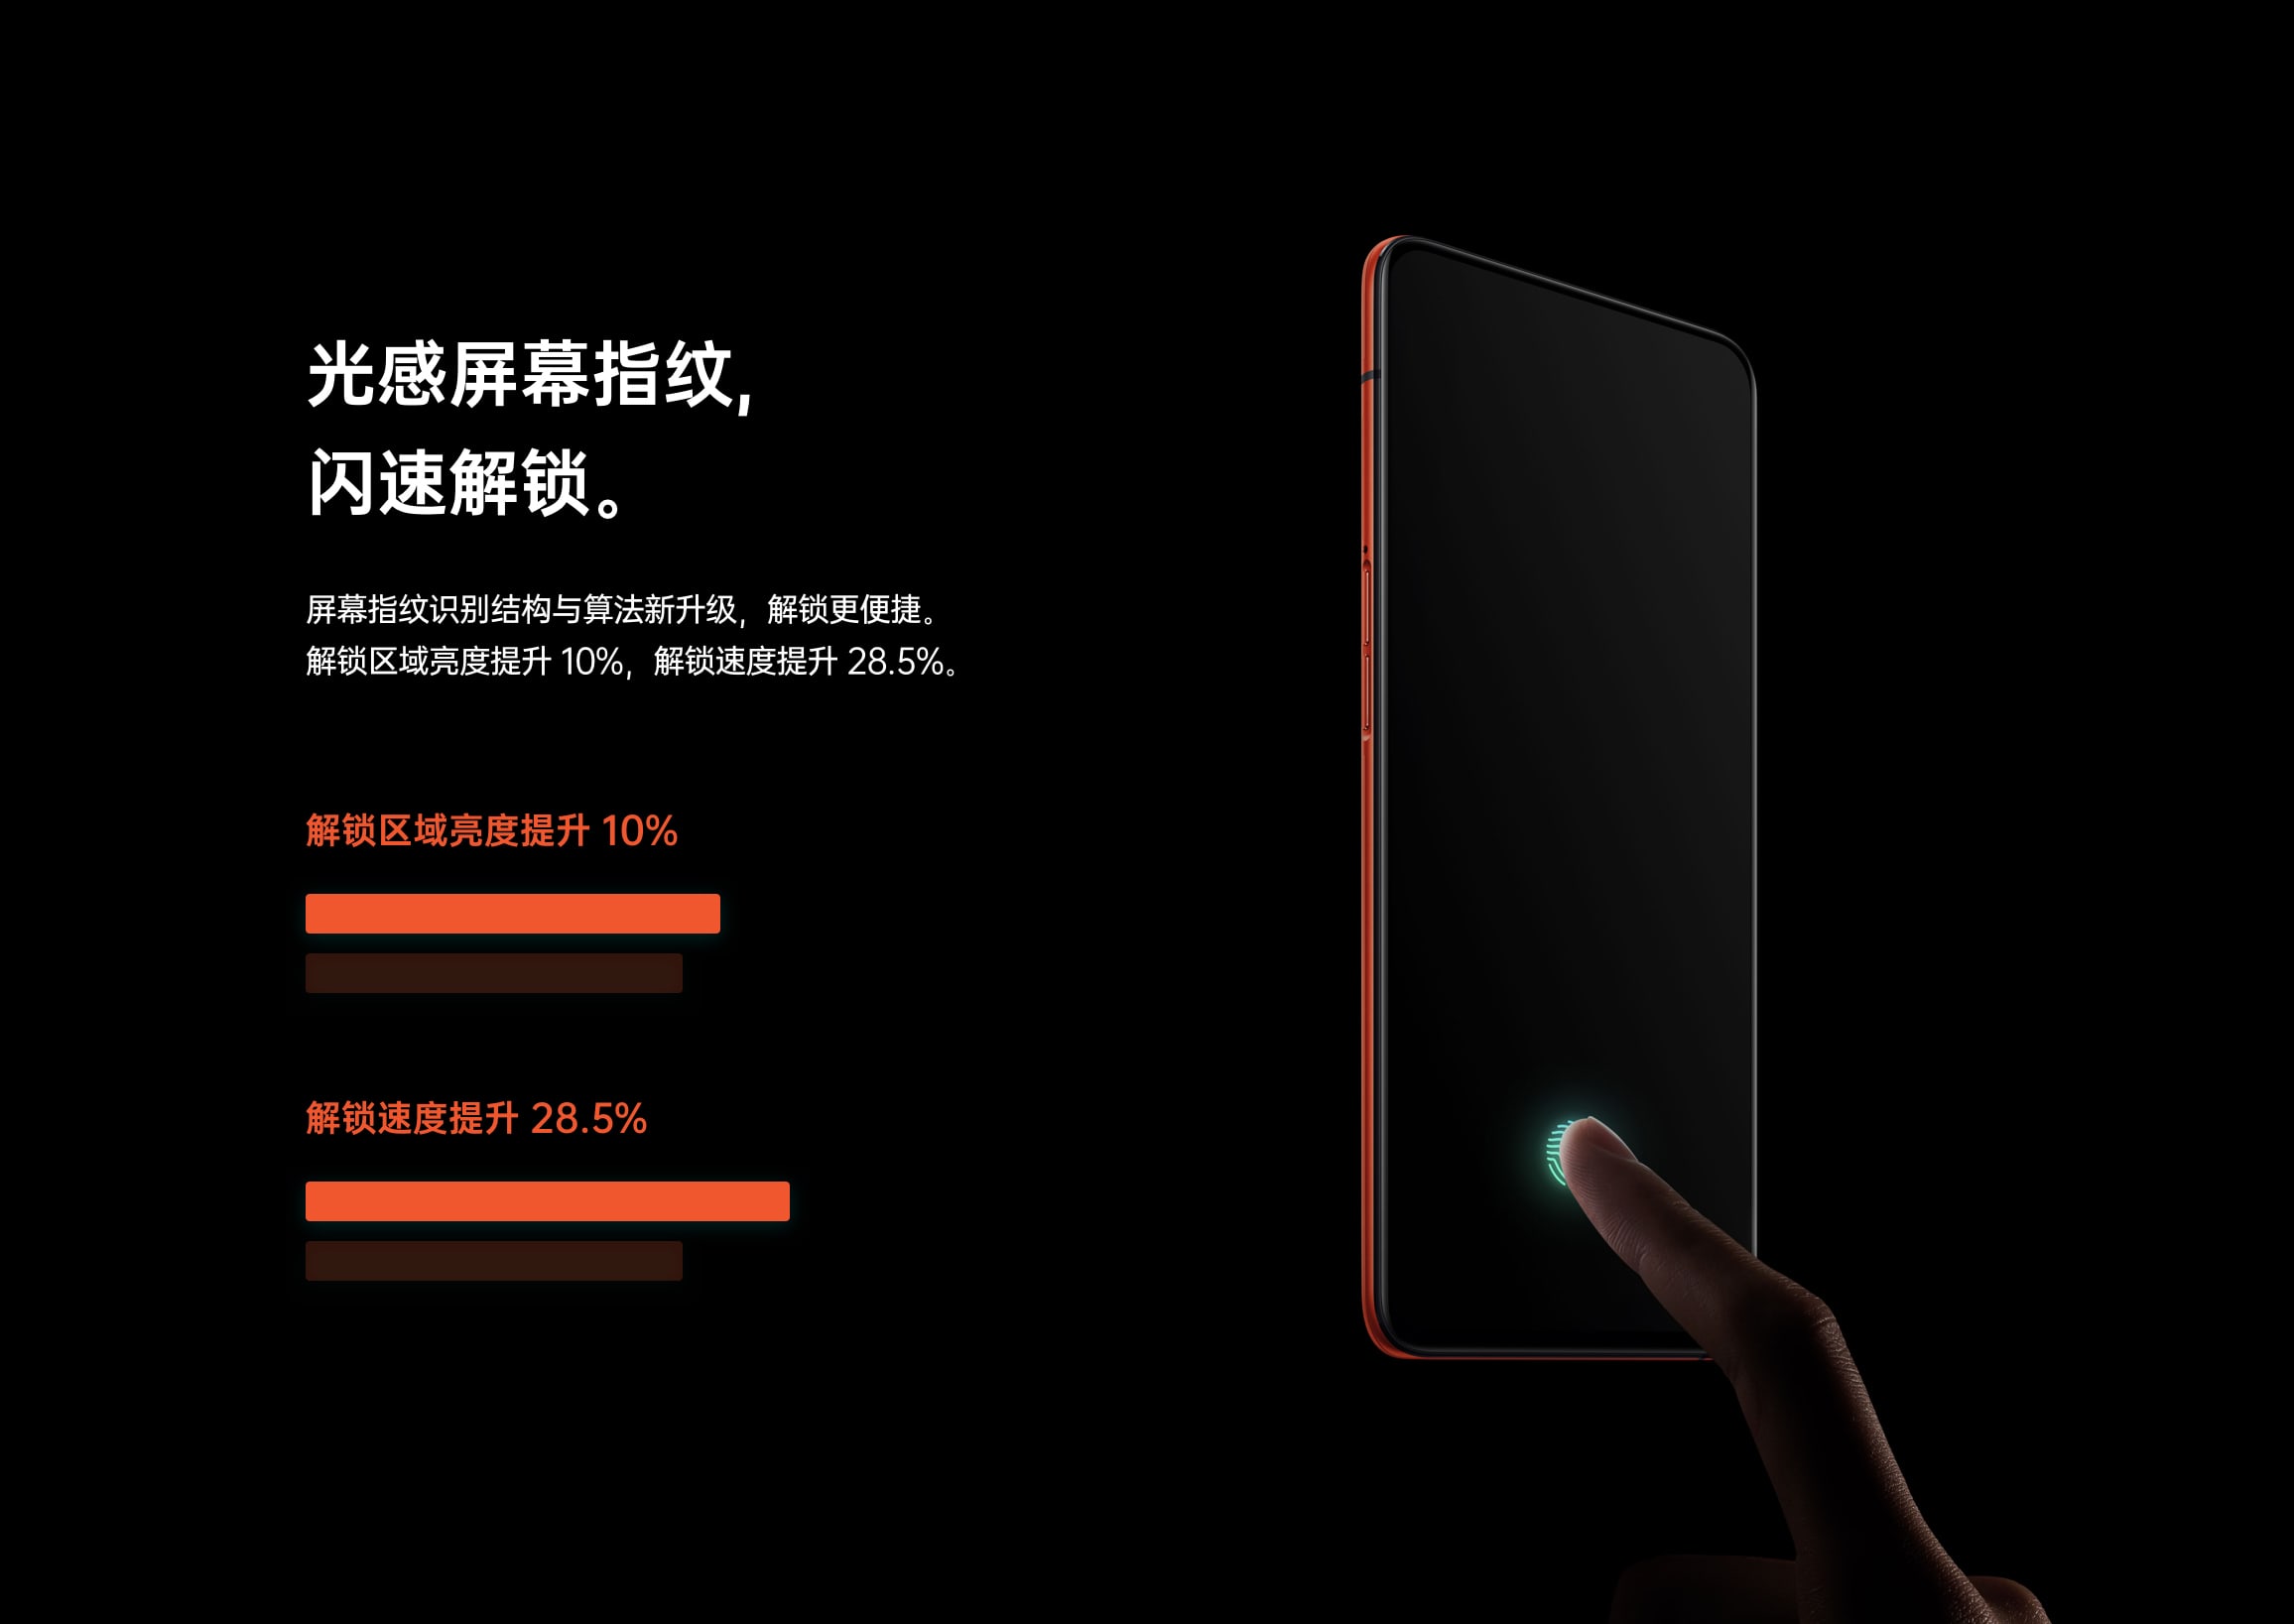 光感屏幕指纹,
闪速解锁。
屏幕指纹识别结构与算法新升级，解锁更便捷。
解锁区域亮度提升 10%，解锁速度提升 28.5%。
解锁区域亮度提升 10%
解锁速度提升 28.5%